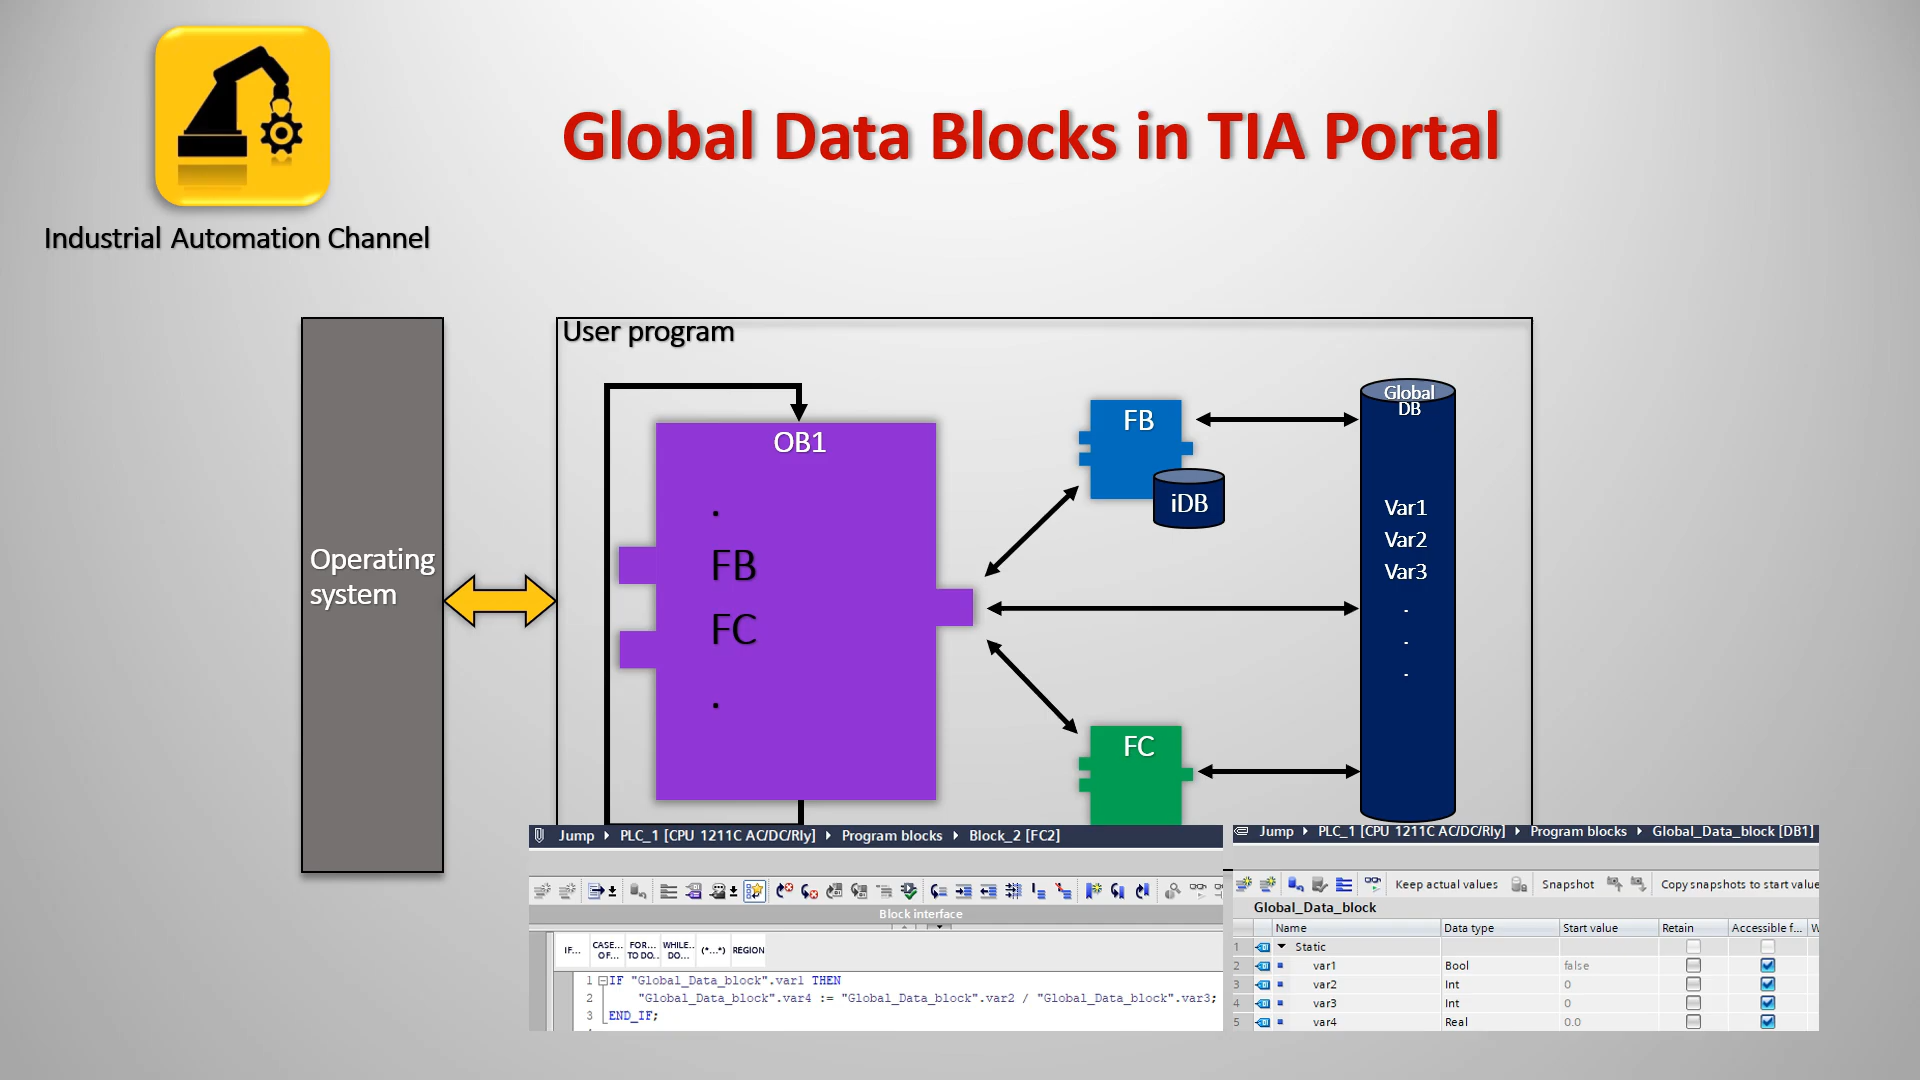 Global Data Blocks in TIA Portal
Industrial Automation Channel
User program
Operating
system
OB1
.
FB
FC
.
FB
iDB
FC
Global
DB
Var1
Var2
Var3
.
.
.
Jump PLC_1 [CPU 1211C AC/DC/Rly] Program blocks Block_2 [FC2]
Block interface
IF... CASE... OF... FOR... TO DO.. WHILE.. DO... (*...*) REGION
1 IF "Global_Data_block".var1 THEN
2 "Global_Data_block".var4 := "Global_Data_block".var2 / "Global_Data_block".var3;
3 END_IF;
Jump PLC_1 [CPU 1211C AC/DC/Rly] Program blocks Global_Data_block [DB1]
Keep actual values Snapshot Copy snapshots to start value
Global_Data_block
Name Data type Start value Retain Accessible f... W
1 Static
2 var1 Bool false
3 var2 Int 0
4 var3 Int 0
5 var4 Real 0.0